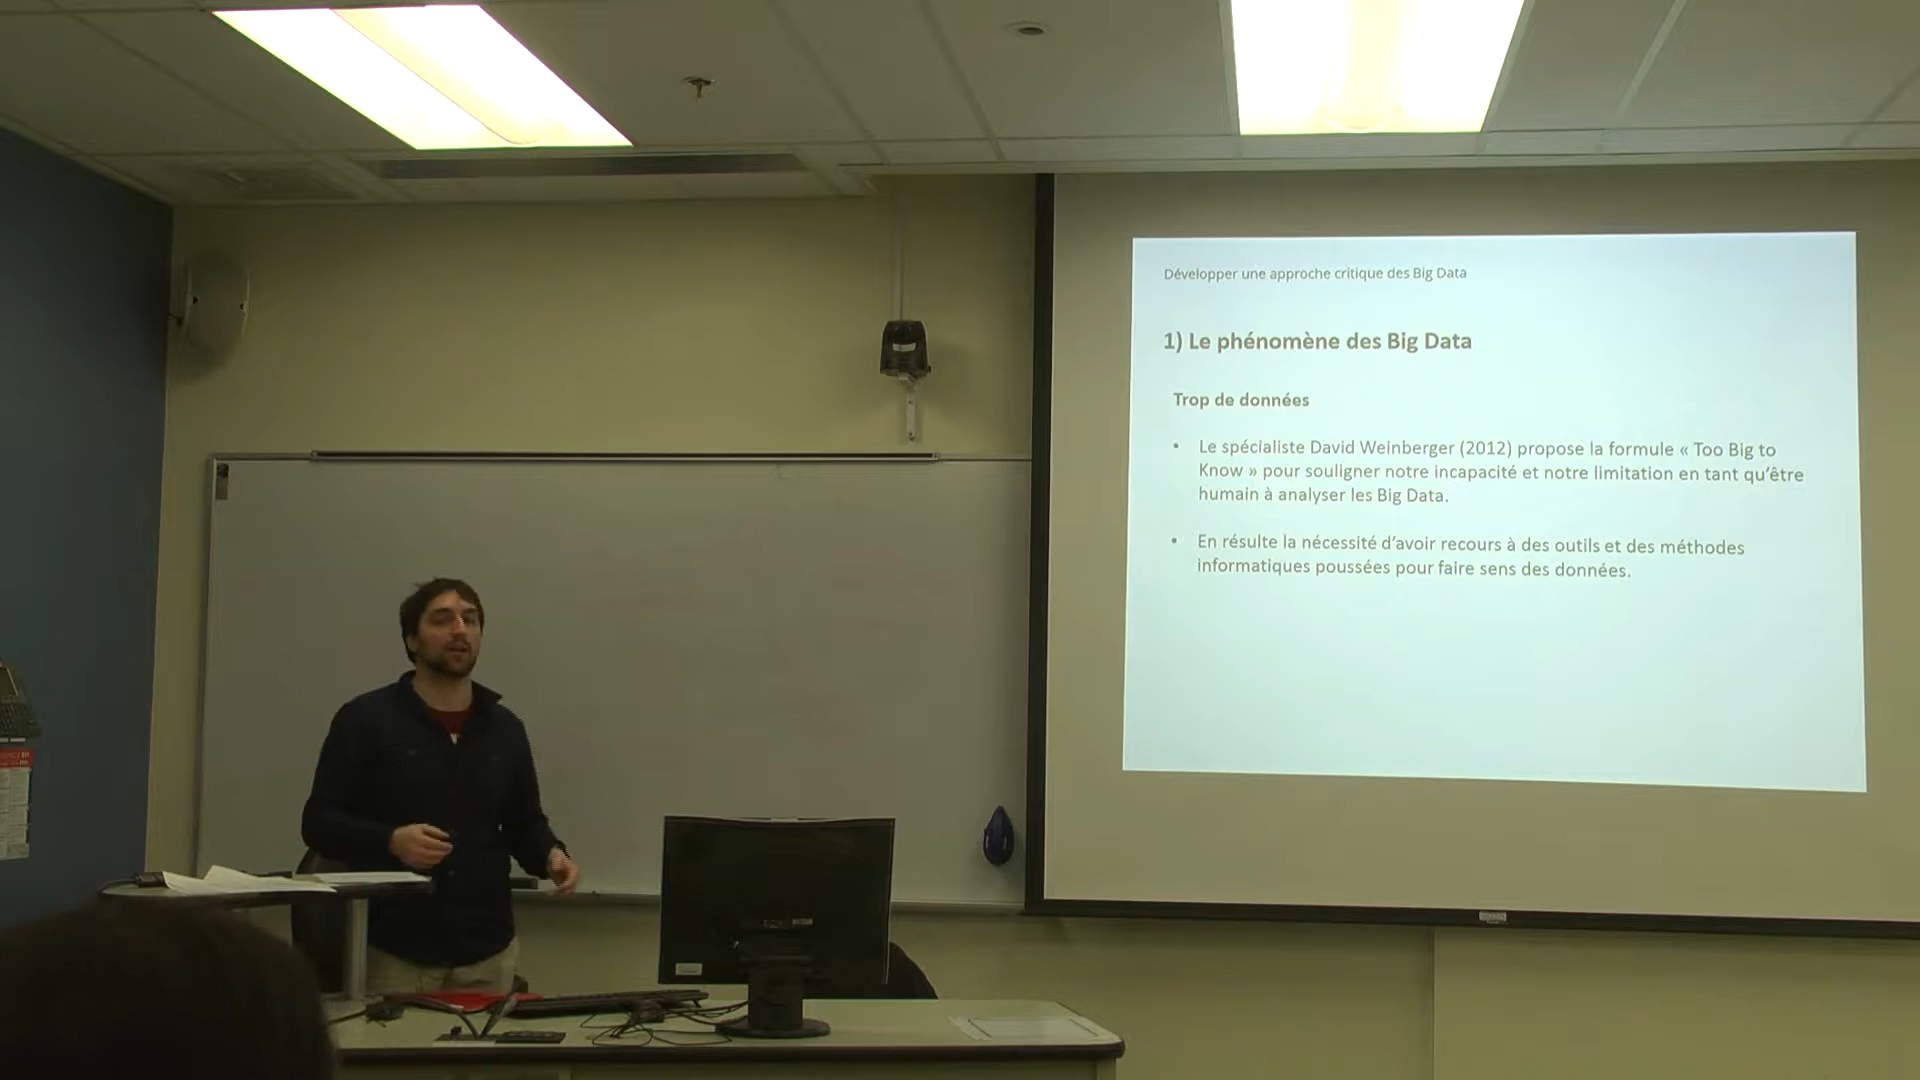 Développer une approche critique des Big Data
1) Le phénomène des Big Data
Trop de données
• Le spécialiste David Weinberger (2012) propose la formule « Too Big to
Know » pour souligner notre incapacité et notre limitation en tant qu'être
humain à analyser les Big Data.
• En résulte la nécessité d'avoir recours à des outils et des méthodes
informatiques poussées pour faire sens des données.